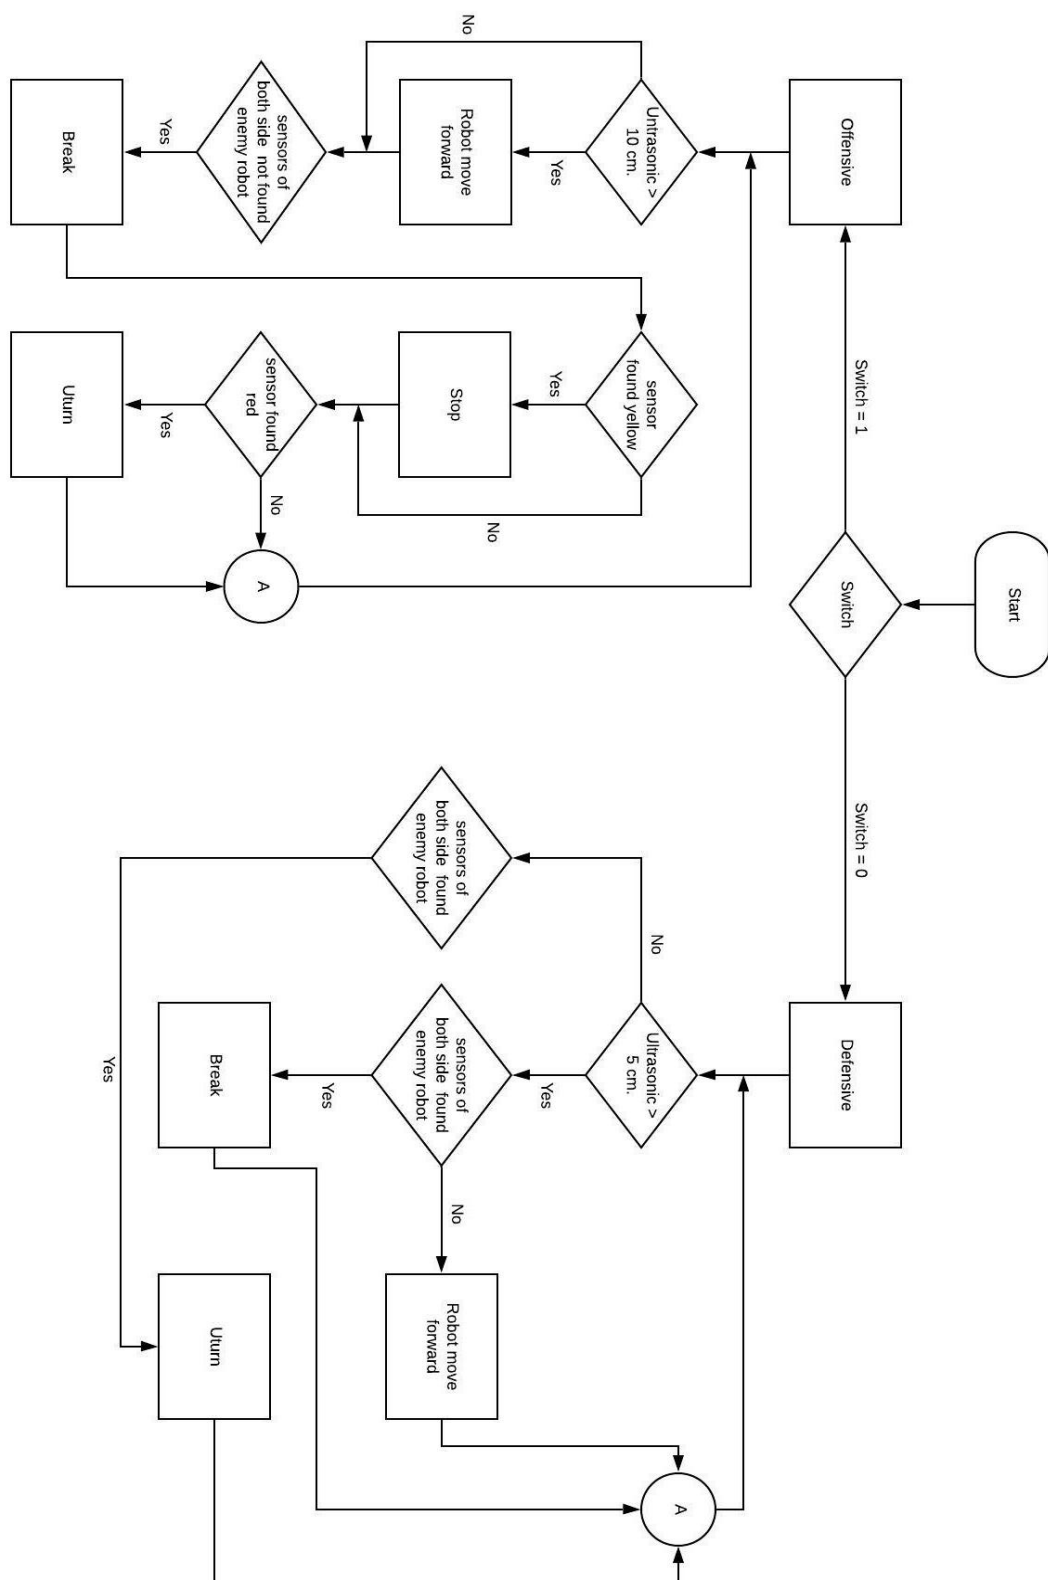 Start
Switch
Switch = 1
Switch = 0
Offensive
Untrasonic >
10 cm.
No
Yes
Robot move
forward
sensors of
both side not found
enemy robot
Yes
Break
sensor
found yellow
Yes
No
Stop
sensor found
red
Yes
No
Uturn
A
Defensive
Ultrasonic >
5 cm.
No
Yes
sensors of
both side found
enemy robot
Yes
sensors of
both side found
enemy robot
Yes
No
Break
Robot move
forward
Uturn
A